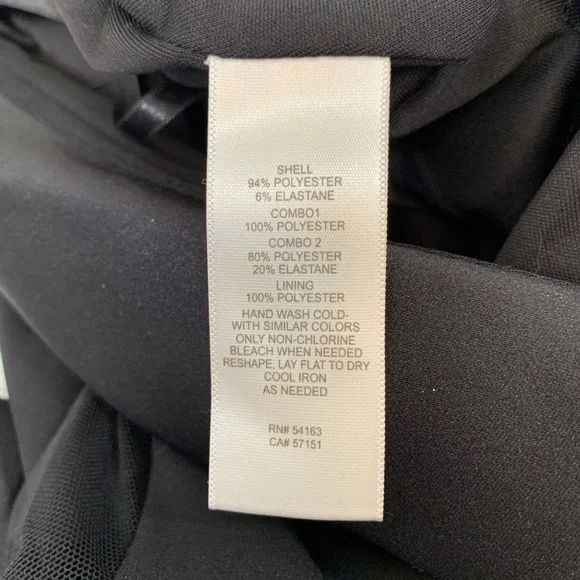 SHELL
94% POLYESTER
6% ELASTANE
COMBO1
100% POLYESTER
COMBO 2
80% POLYESTER
20% ELASTANE
LINING
100% POLYESTER
HAND WASH COLD-
WITH SIMILAR COLORS
ONLY NON-CHLORINE
BLEACH WHEN NEEDED
RESHAPE, LAY FLAT TO DRY
COOL IRON
AS NEEDED
RN# 54163
CA# 57151